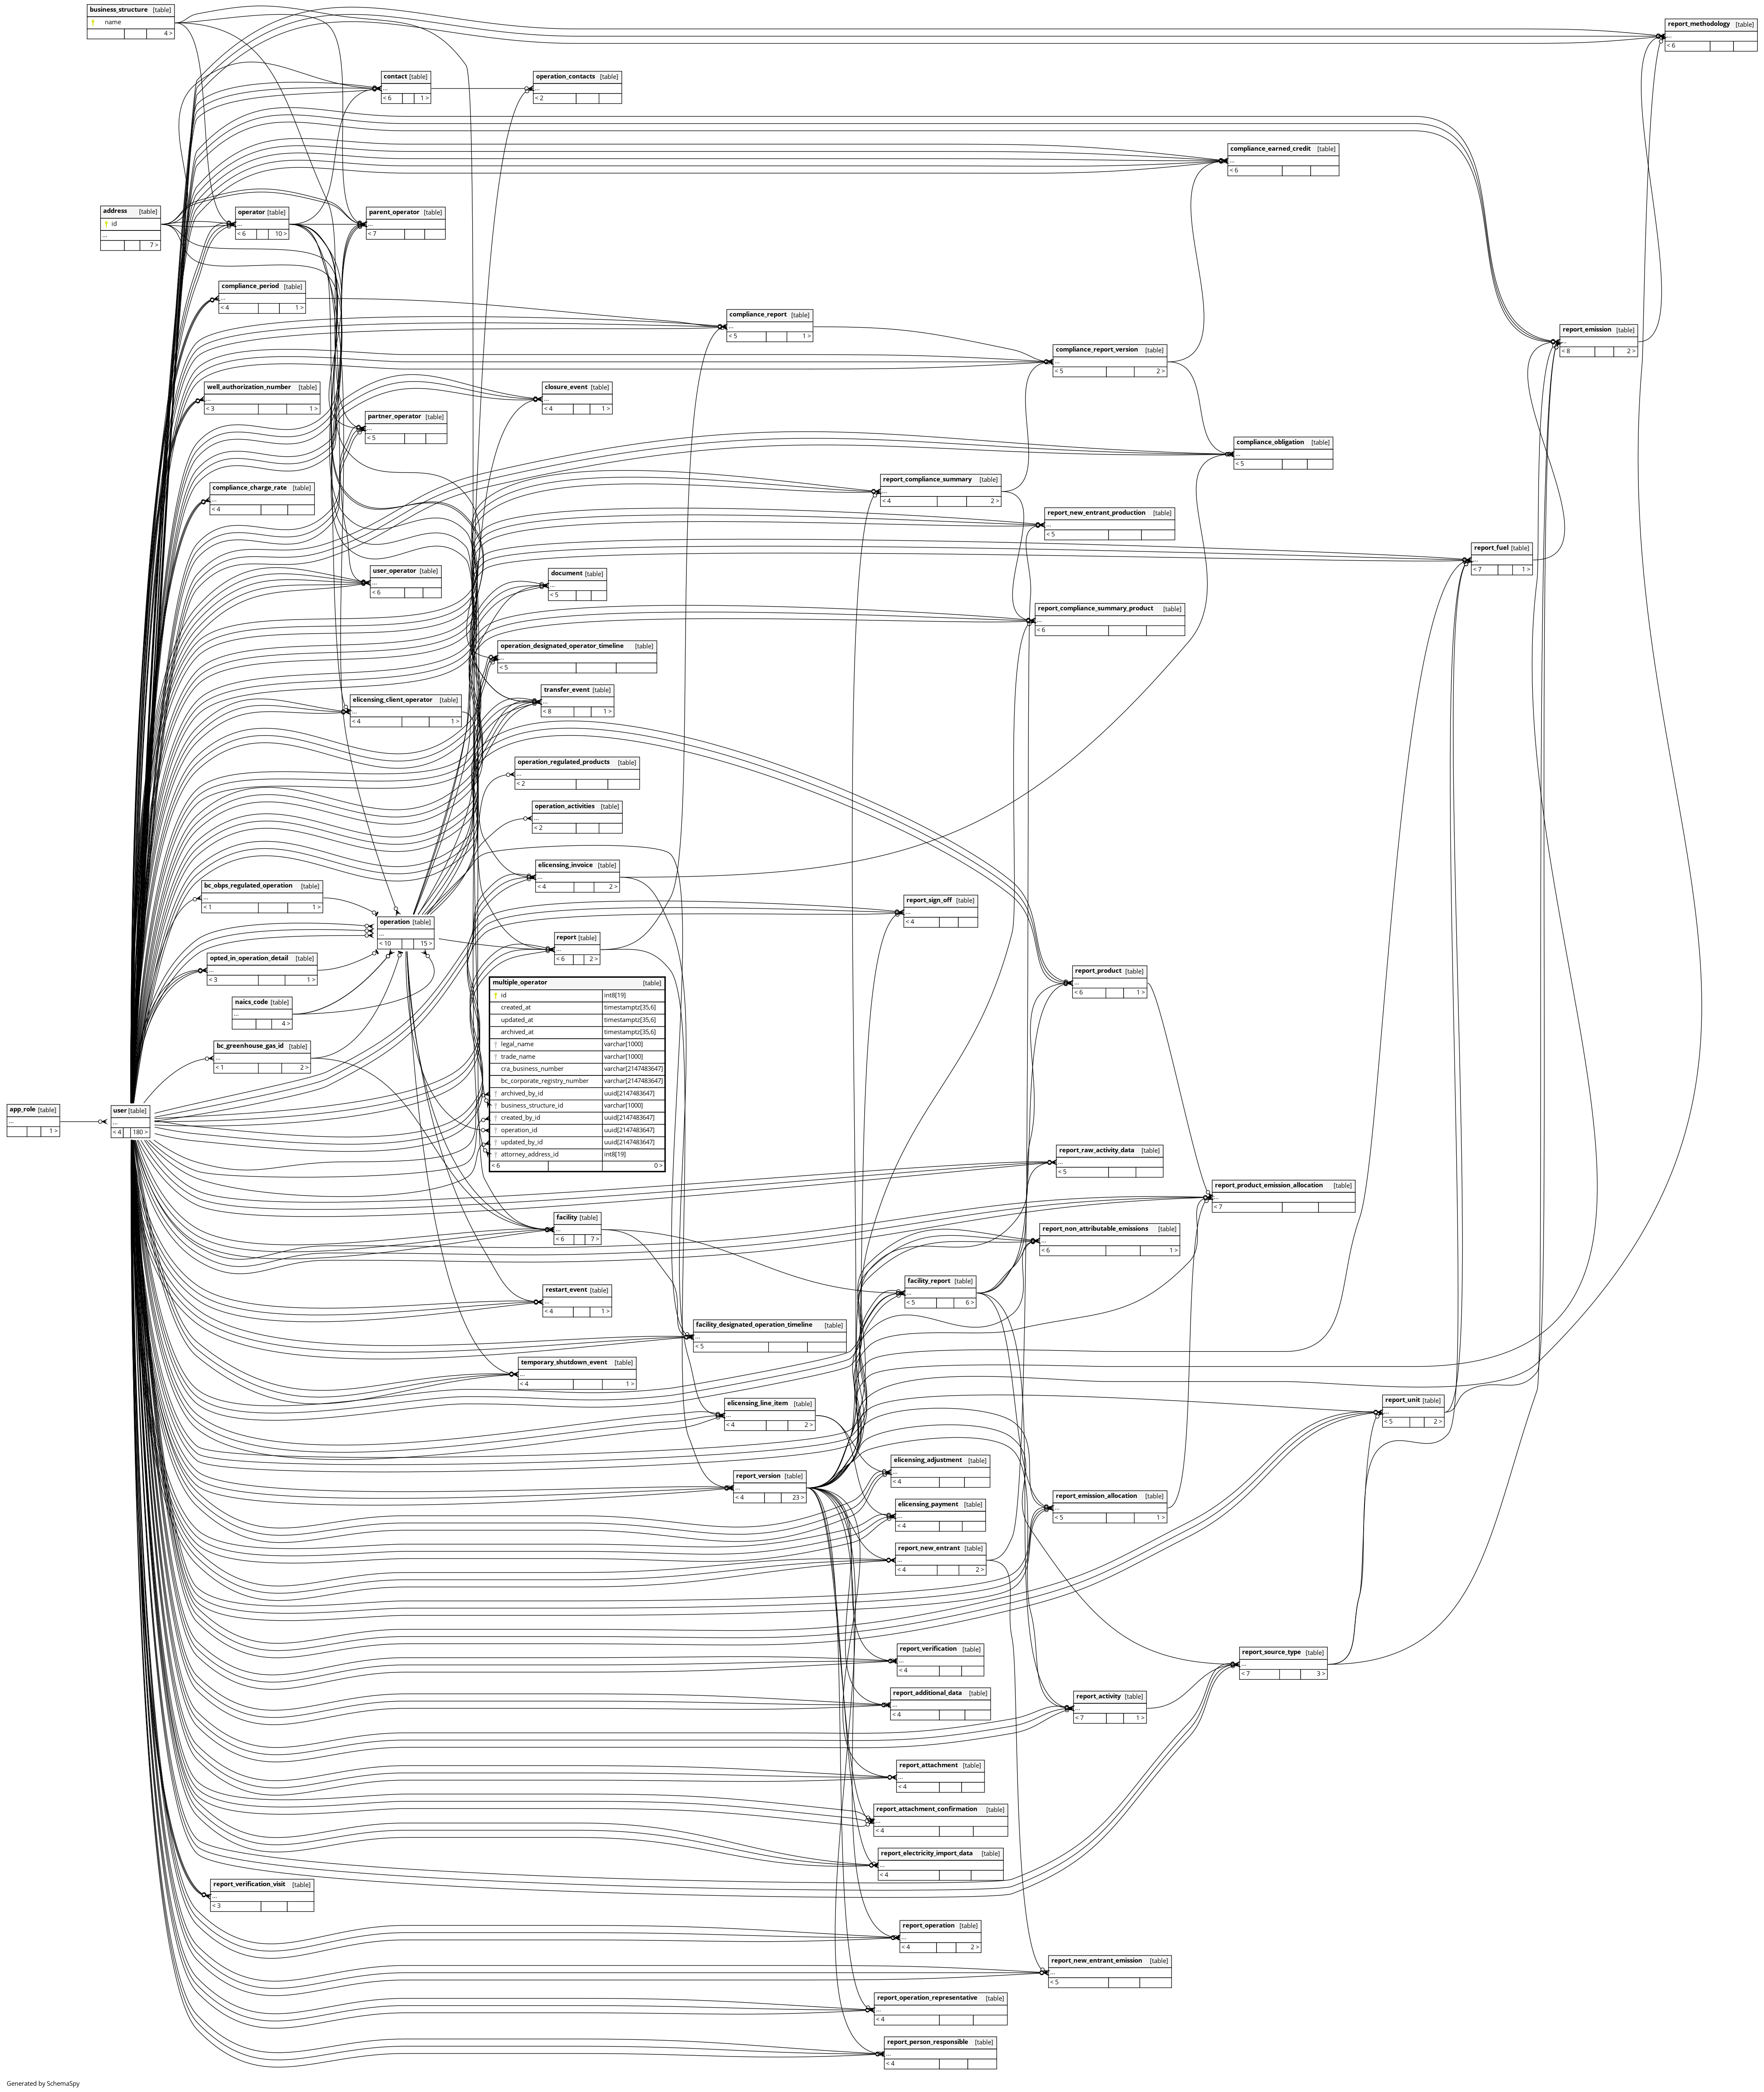 business_structure [table]
name
4 >
report_methodology [table]
...
< 6
contact [table]
...
< 6 1 >
operation_contacts [table]
...
< 2
compliance_earned_credit [table]
...
< 6
address [table]
id
...
7 >
operator [table]
...
< 6 10 >
parent_operator [table]
...
< 7
compliance_period [table]
...
< 4 1 >
compliance_report [table]
...
< 5 1 >
report_emission [table]
...
< 8 2 >
compliance_report_version [table]
...
< 5 2 >
well_authorization_number [table]
...
< 3 1 >
closure_event [table]
...
< 4 1 >
partner_operator [table]
...
< 5
compliance_obligation [table]
...
< 5
compliance_charge_rate [table]
...
< 4
report_compliance_summary [table]
...
< 4 2 >
report_new_entrant_production [table]
...
< 5
report_fuel [table]
...
< 7 1 >
user_operator [table]
...
< 6
document [table]
...
< 5
report_compliance_summary_product [table]
...
< 6
operation_designated_operator_timeline [table]
...
< 5
elicensing_client_operator [table]
...
< 4 1 >
transfer_event [table]
...
< 8 1 >
operation_regulated_products [table]
...
< 2
operation_activities [table]
...
< 2
elicensing_invoice [table]
...
< 4 2 >
bc_obps_regulated_operation [table]
...
< 1 1 >
report_sign_off [table]
...
< 4
operation [table]
...
< 10 15 >
report [table]
...
< 6 2 >
opted_in_operation_detail [table]
...
< 3 1 >
report_product [table]
...
< 6 1 >
naics_code [table]
...
4 >
multiple_operator [table]
id int8[19]
created_at timestamptz[35,6]
updated_at timestamptz[35,6]
archived_at timestamptz[35,6]
legal_name varchar[1000]
trade_name varchar[1000]
cra_business_number varchar[2147483647]
bc_corporate_registry_number varchar[2147483647]
archived_by_id uuid[2147483647]
business_structure_id varchar[1000]
created_by_id uuid[2147483647]
operation_id uuid[2147483647]
updated_by_id uuid[2147483647]
attorney_address_id int8[19]
< 6 0 >
bc_greenhouse_gas_id [table]
...
< 1 2 >
app_role [table]
...
1 >
user [table]
...
< 4 180 >
report_raw_activity_data [table]
...
< 5
report_product_emission_allocation [table]
...
< 7
facility [table]
...
< 6 7 >
report_non_attributable_emissions [table]
...
< 6 1 >
facility_report [table]
...
< 5 6 >
restart_event [table]
...
< 4 1 >
facility_designated_operation_timeline [table]
...
< 5
temporary_shutdown_event [table]
...
< 4 1 >
elicensing_line_item [table]
...
< 4 2 >
report_unit [table]
...
< 5 2 >
elicensing_adjustment [table]
...
< 4
report_version [table]
...
< 4 23 >
report_emission_allocation [table]
...
< 5 1 >
elicensing_payment [table]
...
< 4
report_new_entrant [table]
...
< 4 2 >
report_verification [table]
...
< 4
report_source_type [table]
...
< 7 3 >
report_additional_data [table]
...
< 4
report_activity [table]
...
< 7 1 >
report_attachment [table]
...
< 4
report_attachment_confirmation [table]
...
< 4
report_electricity_import_data [table]
...
< 4
report_verification_visit [table]
...
< 3
report_operation [table]
...
< 4 2 >
report_new_entrant_emission [table]
...
< 5
report_operation_representative [table]
...
< 4
report_person_responsible [table]
...
< 4
Generated by SchemaSpy